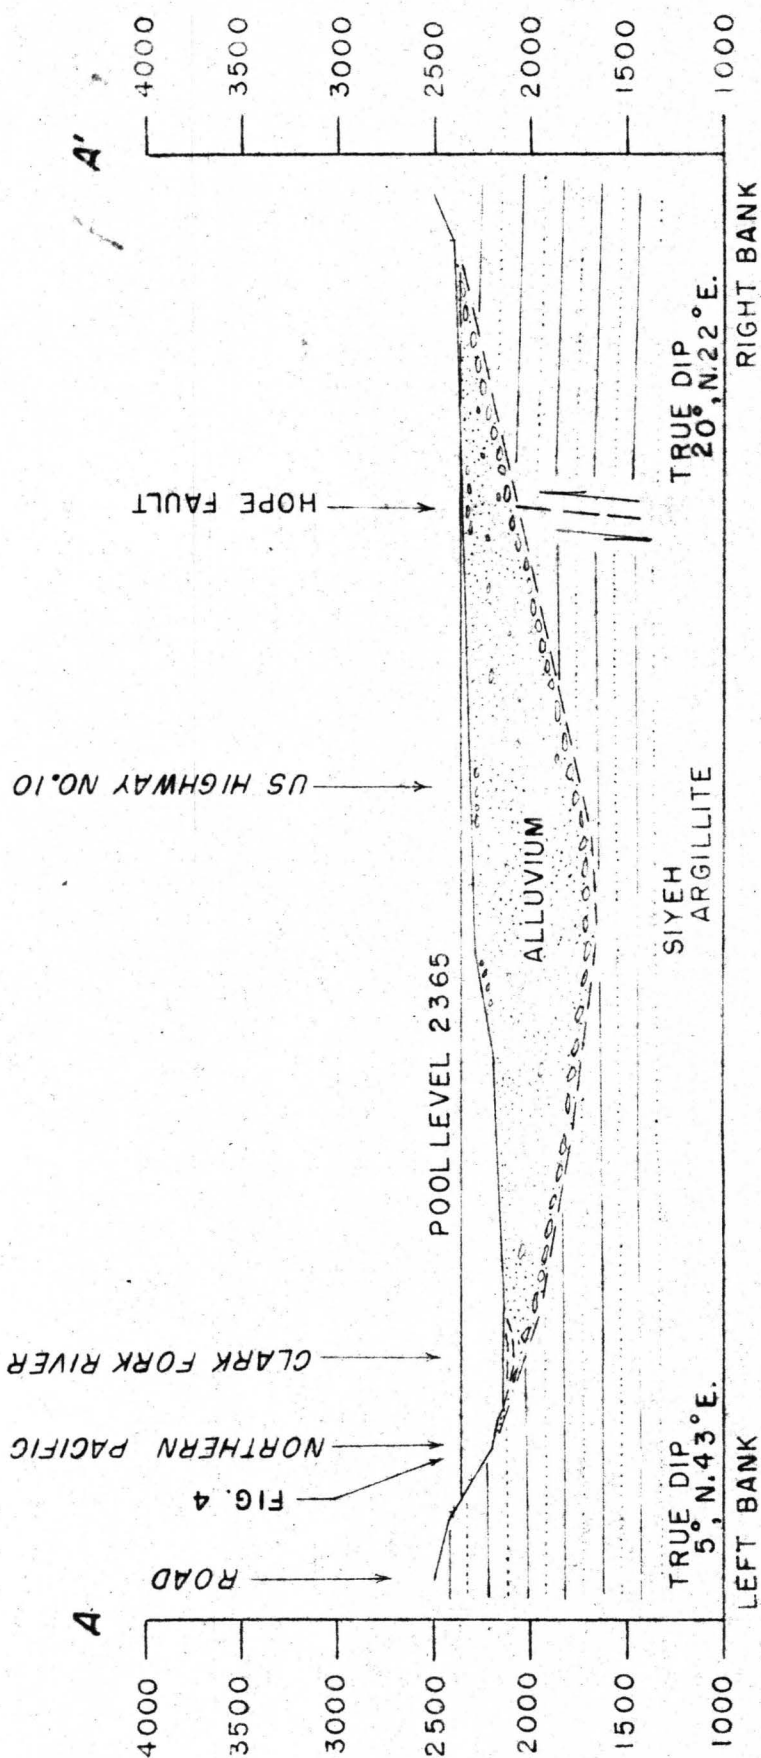 A
A'
4000
3500
3000
2500
2000
1500
1000
4000
3500
3000
2500
2000
1500
1000
ROAD
FIG. 4
NORTHERN PACIFIC
CLARK FORK RIVER
US HIGHWAY NO.10
HOPE FAULT
POOL LEVEL 2365
ALLUVIUM
SIYEH
ARGILLITE
TRUE DIP
5°, N.43°E.
LEFT BANK
TRUE DIP
20°, N.22°E.
RIGHT BANK